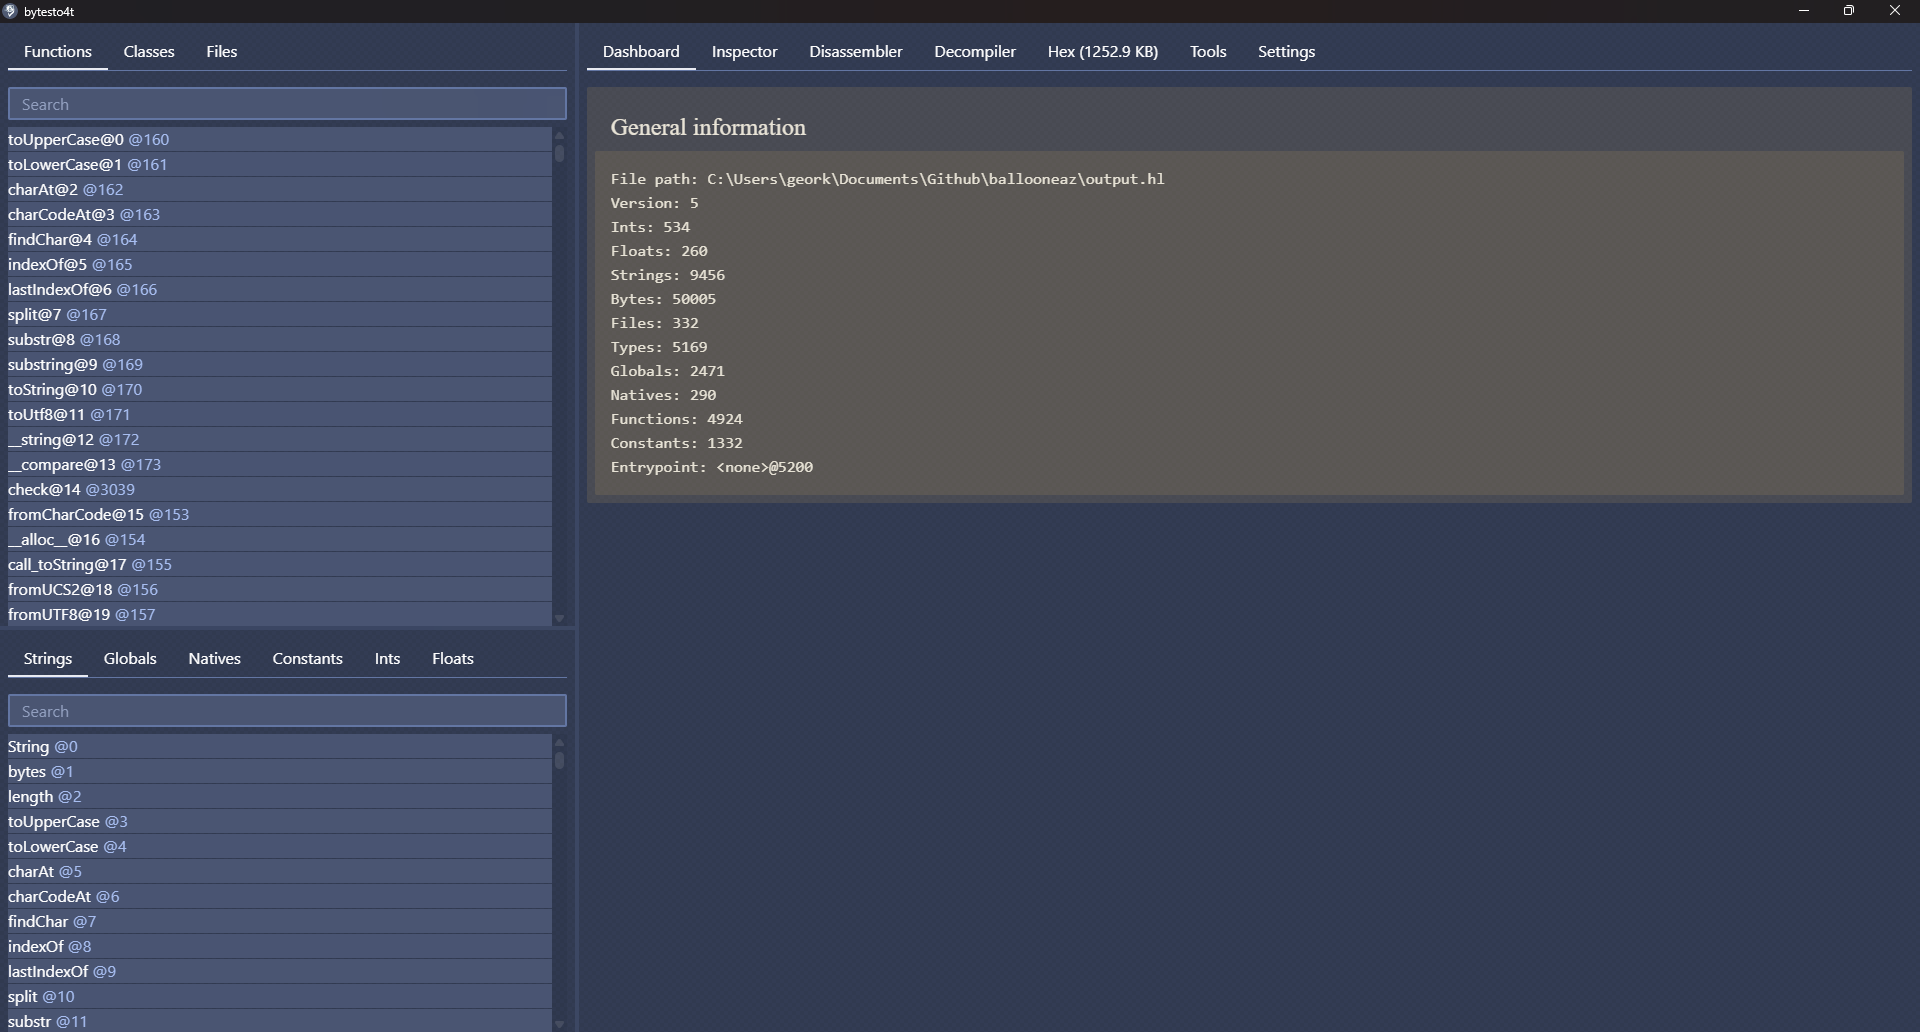 bytesto4t
Functions Classes Files
Search
toUpperCase@0 @160
toLowerCase@1 @161
charAt@2 @162
charCodeAt@3 @163
findChar@4 @164
indexOf@5 @165
lastIndexOf@6 @166
split@7 @167
substr@8 @168
substring@9 @169
toString@10 @170
toUtf8@11 @171
__string@12 @172
__compare@13 @173
check@14 @3039
fromCharCode@15 @153
__alloc__@16 @154
call_toString@17 @155
fromUCS2@18 @156
fromUTF8@19 @157
Strings Globals Natives Constants Ints Floats
Search
String @0
bytes @1
length @2
toUpperCase @3
toLowerCase @4
charAt @5
charCodeAt @6
findChar @7
indexOf @8
lastIndexOf @9
split @10
substr @11
Dashboard Inspector Disassembler Decompiler Hex (1252.9 KB) Tools Settings
General information
File path: C:\Users\geork\Documents\Github\ballooneaz\output.hl
Version: 5
Ints: 534
Floats: 260
Strings: 9456
Bytes: 50005
Files: 332
Types: 5169
Globals: 2471
Natives: 290
Functions: 4924
Constants: 1332
Entrypoint: <none>@5200